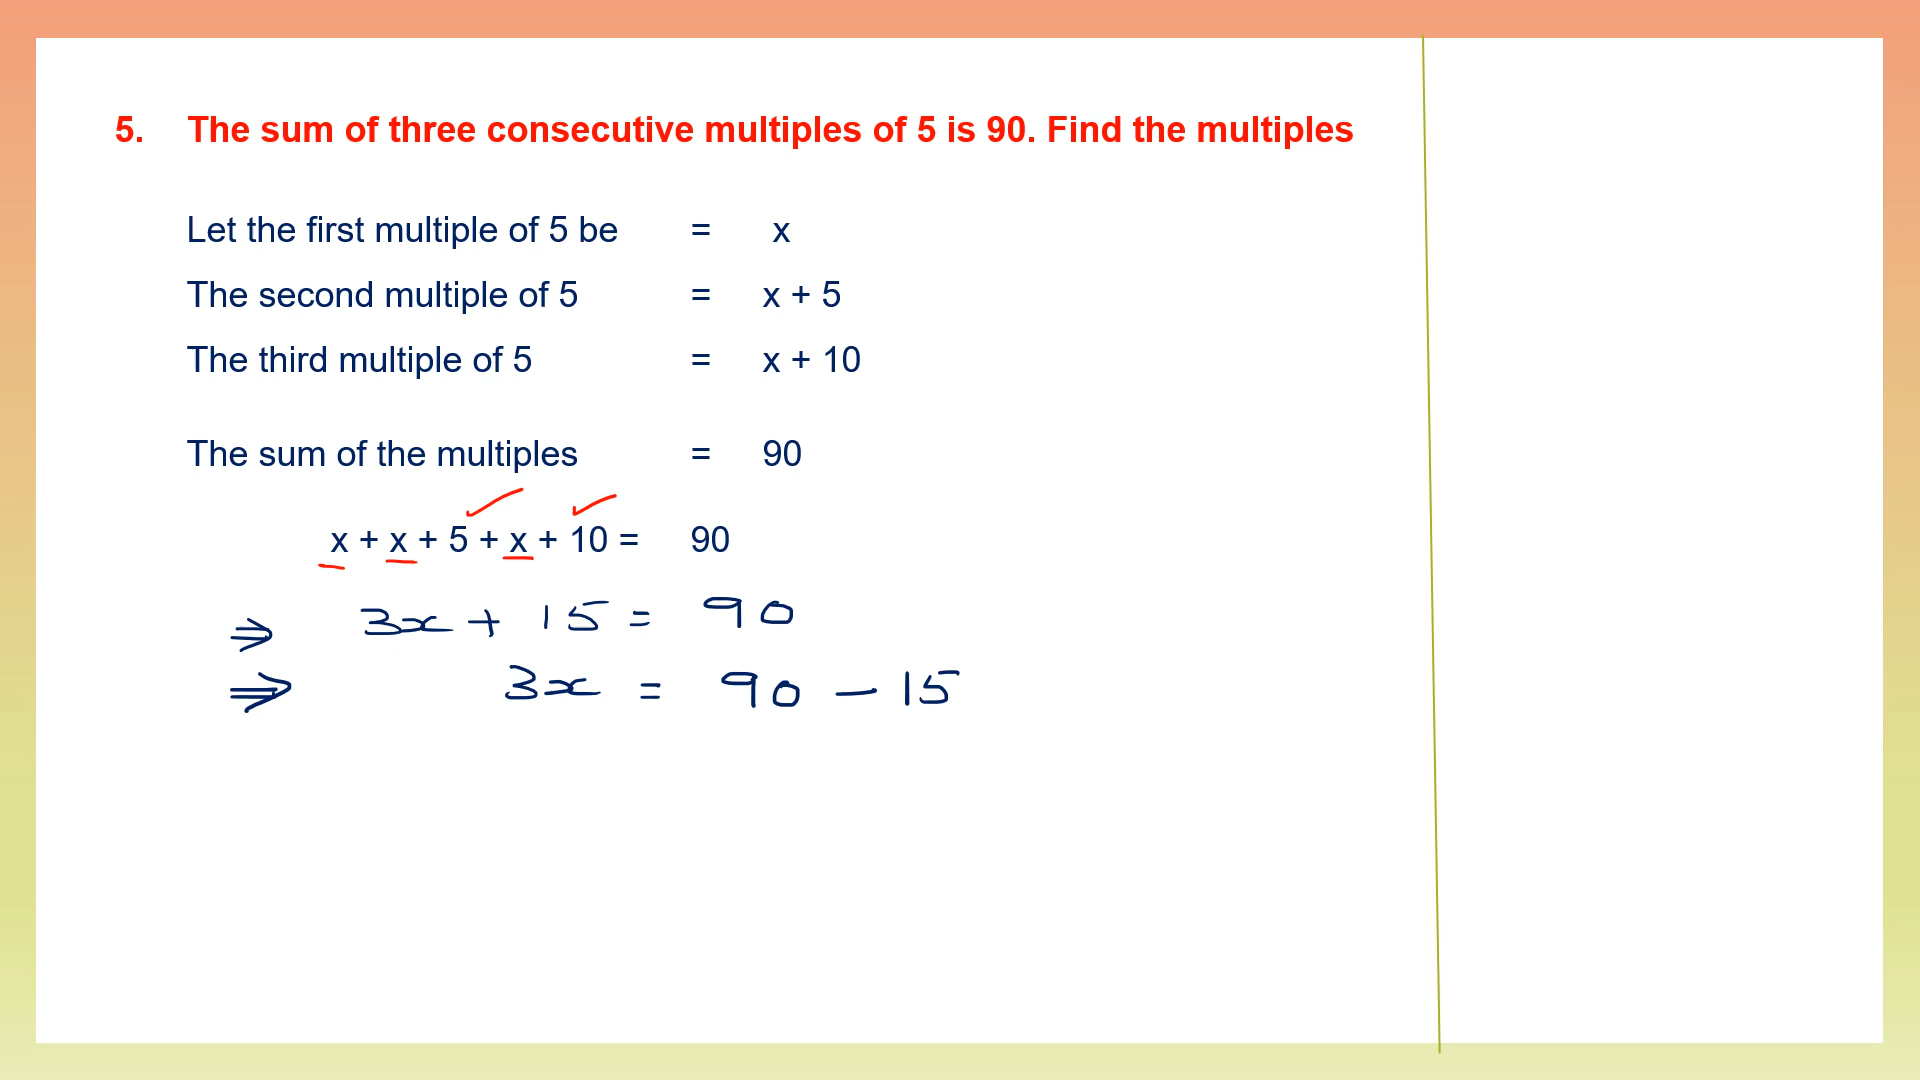 5. The sum of three consecutive multiples of 5 is 90. Find the multiples
Let the first multiple of 5 be = x
The second multiple of 5 = x + 5
The third multiple of 5 = x + 10
The sum of the multiples = 90
x + x + 5 + x + 10 = 90
⇒ 3x + 15 = 90
⇒ 3x = 90 – 15